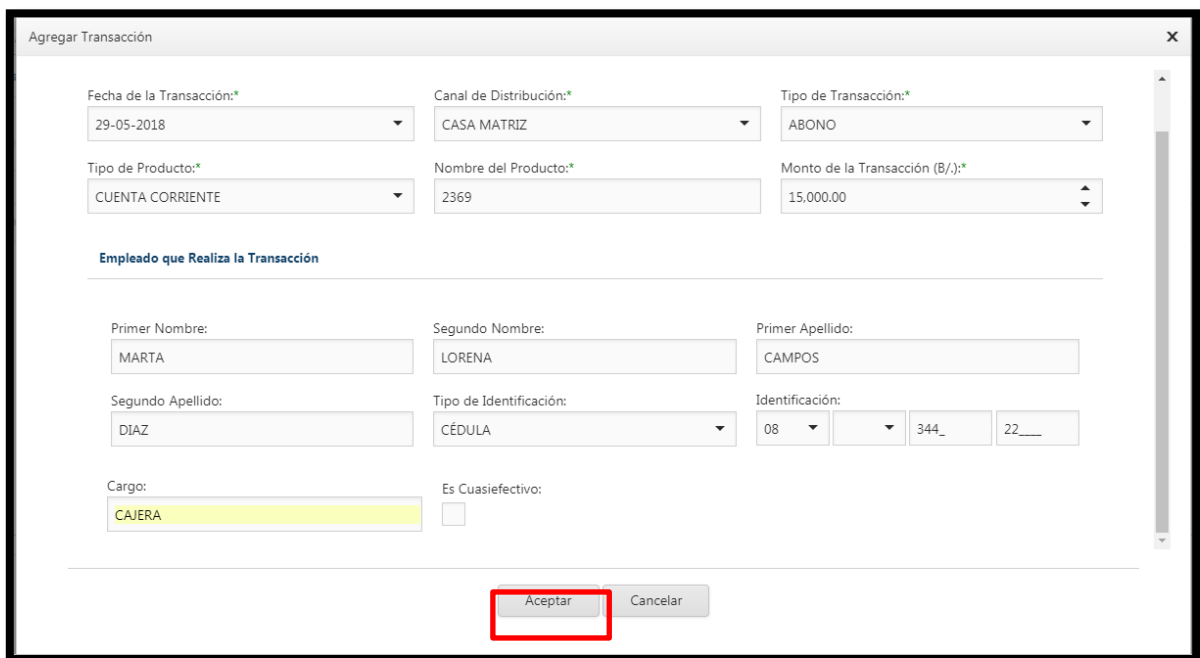 Agregar Transacción
Fecha de la Transacción:* Canal de Distribución:* Tipo de Transacción:*
29-05-2018 CASA MATRIZ ABONO
Tipo de Producto:* Nombre del Producto:* Monto de la Transacción (B/.):*
CUENTA CORRIENTE 2369 15,000.00
Empleado que Realiza la Transacción
Primer Nombre: Segundo Nombre: Primer Apellido:
MARTA LORENA CAMPOS
Segundo Apellido: Tipo de Identificación: Identificación:
DIAZ CÉDULA 08 344_ 22____
Cargo: Es Cuasiefectivo:
CAJERA
Aceptar Cancelar